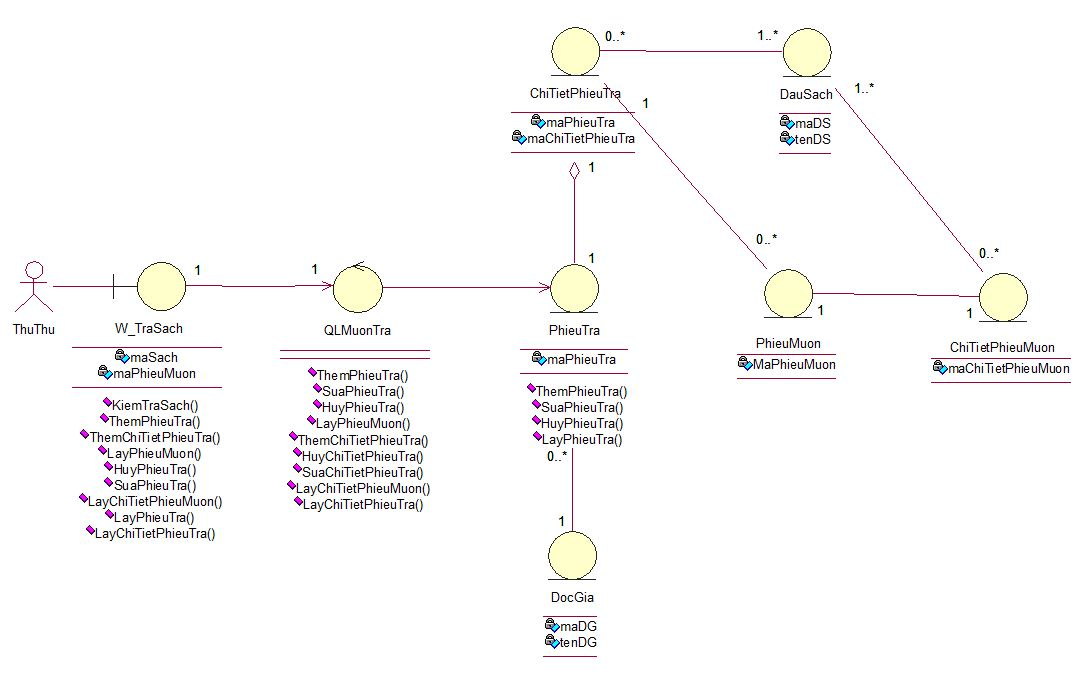 0..*
1..*
ChiTietPhieuTra
maPhieuTra
maChiTietPhieuTra
1
DauSach
maDS
tenDS
1..*
1
0..*
0..*
ThuThu
1
1
1
1
1
W_TraSach
maSach
maPhieuMuon
KiemTraSach()
ThemPhieuTra()
ThemChiTietPhieuTra()
LayPhieuMuon()
HuyPhieuTra()
SuaPhieuTra()
LayChiTietPhieuMuon()
LayPhieuTra()
LayChiTietPhieuTra()
QLMuonTra
ThemPhieuTra()
SuaPhieuTra()
HuyPhieuTra()
LayPhieuMuon()
ThemChiTietPhieuTra()
HuyChiTietPhieuTra()
SuaChiTietPhieuTra()
LayChiTietPhieuMuon()
LayChiTietPhieuTra()
PhieuTra
maPhieuTra
ThemPhieuTra()
SuaPhieuTra()
HuyPhieuTra()
LayPhieuTra()
0..*
1
PhieuMuon
MaPhieuMuon
ChiTietPhieuMuon
maChiTietPhieuMuon
DocGia
maDG
tenDG